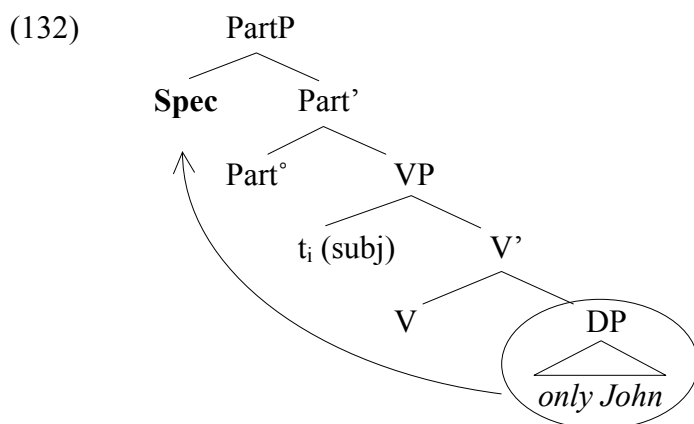 (132) PartP
Spec Part’
Part° VP
tᵢ (subj) V’
V DP
only John